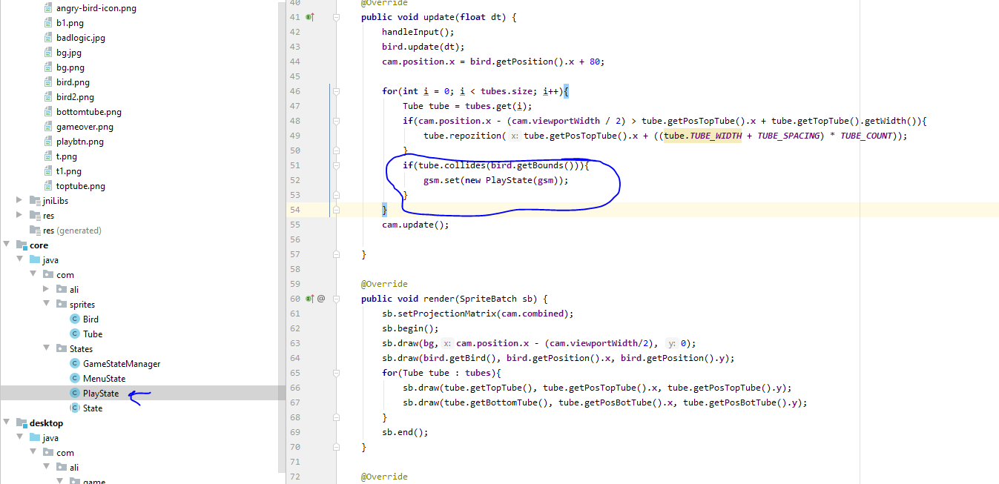 angry-bird-icon.png
b1.png
badlogic.jpg
bg.jpg
bg.png
bird.png
bird2.png
bottomtube.png
gameover.png
playbtn.png
t.png
t1.png
toptube.png
jniLibs
res
res (generated)
core
java
com
ali
sprites
Bird
Tube
States
GameStateManager
MenuState
PlayState
State
desktop
java
com
ali
game
40 @Override
41 public void update(float dt) {
42 handleInput();
43 bird.update(dt);
44 cam.position.x = bird.getPosition().x + 80;
45
46 for(int i = 0; i < tubes.size; i++){
47 Tube tube = tubes.get(i);
48 if(cam.position.x - (cam.viewportWidth / 2) > tube.getPosTopTube().x + tube.getTopTube().getWidth()){
49 tube.repozition( x: tube.getPosTopTube().x + ((tube.TUBE_WIDTH + TUBE_SPACING) * TUBE_COUNT));
50 }
51 if(tube.collides(bird.getBounds())){
52 gsm.set(new PlayState(gsm));
53 }
54 }
55 cam.update();
56
57 }
58
59 @Override
60 @ public void render(SpriteBatch sb) {
61 sb.setProjectionMatrix(cam.combined);
62 sb.begin();
63 sb.draw(bg, x: cam.position.x - (cam.viewportWidth/2), y: 0);
64 sb.draw(bird.getBird(), bird.getPosition().x, bird.getPosition().y);
65 for(Tube tube : tubes){
66 sb.draw(tube.getTopTube(), tube.getPosTopTube().x, tube.getPosTopTube().y);
67 sb.draw(tube.getBottomTube(), tube.getPosBotTube().x, tube.getPosBotTube().y);
68 }
69 sb.end();
70 }
71
72 @Override